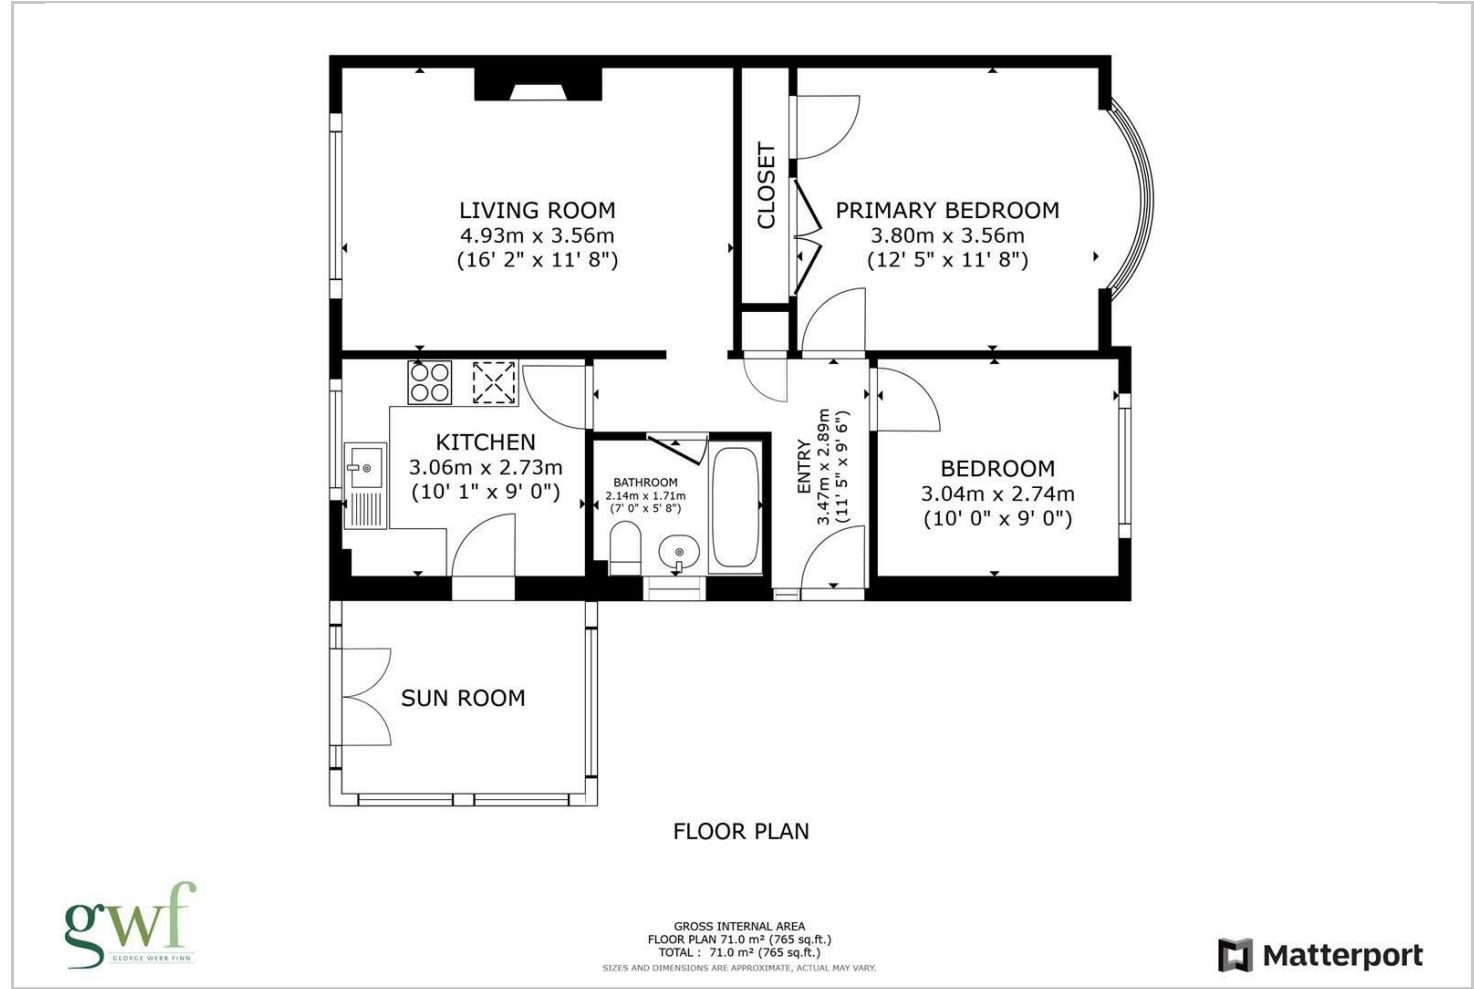 LIVING ROOM
4.93m x 3.56m
(16' 2" x 11' 8")
CLOSET
PRIMARY BEDROOM
3.80m x 3.56m
(12' 5" x 11' 8")
KITCHEN
3.06m x 2.73m
(10' 1" x 9' 0")
BATHROOM
2.14m x 1.71m
(7' 0" x 5' 8")
ENTRY
3.47m x 2.89m
(11' 5" x 9' 6")
BEDROOM
3.04m x 2.74m
(10' 0" x 9' 0")
SUN ROOM
FLOOR PLAN
gwf
GEORGE WEBB FINN
GROSS INTERNAL AREA
FLOOR PLAN 71.0 m² (765 sq.ft.)
TOTAL : 71.0 m² (765 sq.ft.)
SIZES AND DIMENSIONS ARE APPROXIMATE, ACTUAL MAY VARY.
Matterport